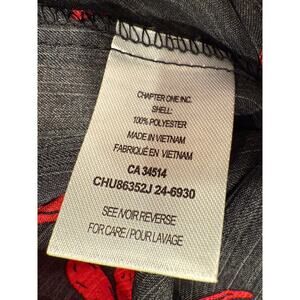 CHAPTER ONE INC.
SHELL:
100% POLYESTER
MADE IN VIETNAM
FABRIQUÉ EN VIETNAM
CA 34514
CHU86352J 24-6930
SEE/VOIR REVERSE
FOR CARE / POUR LAVAGE